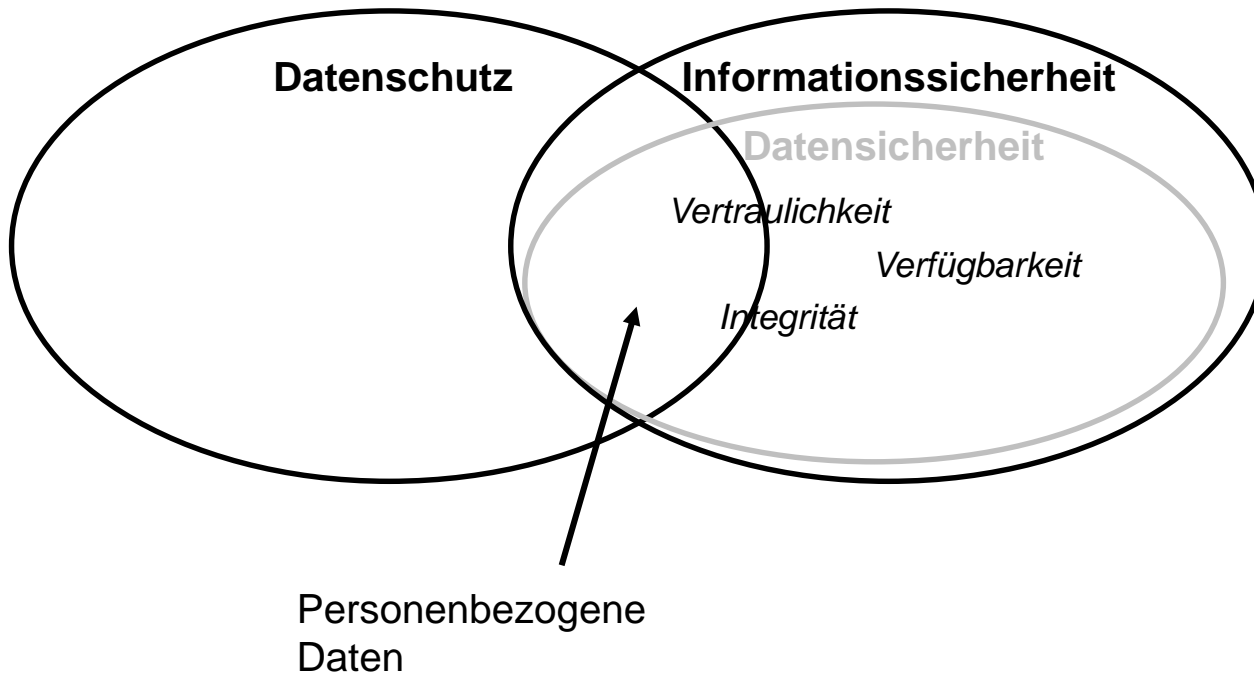 Datenschutz
Informationssicherheit
Datensicherheit
Vertraulichkeit
Verfügbarkeit
Integrität
Personenbezogene
Daten